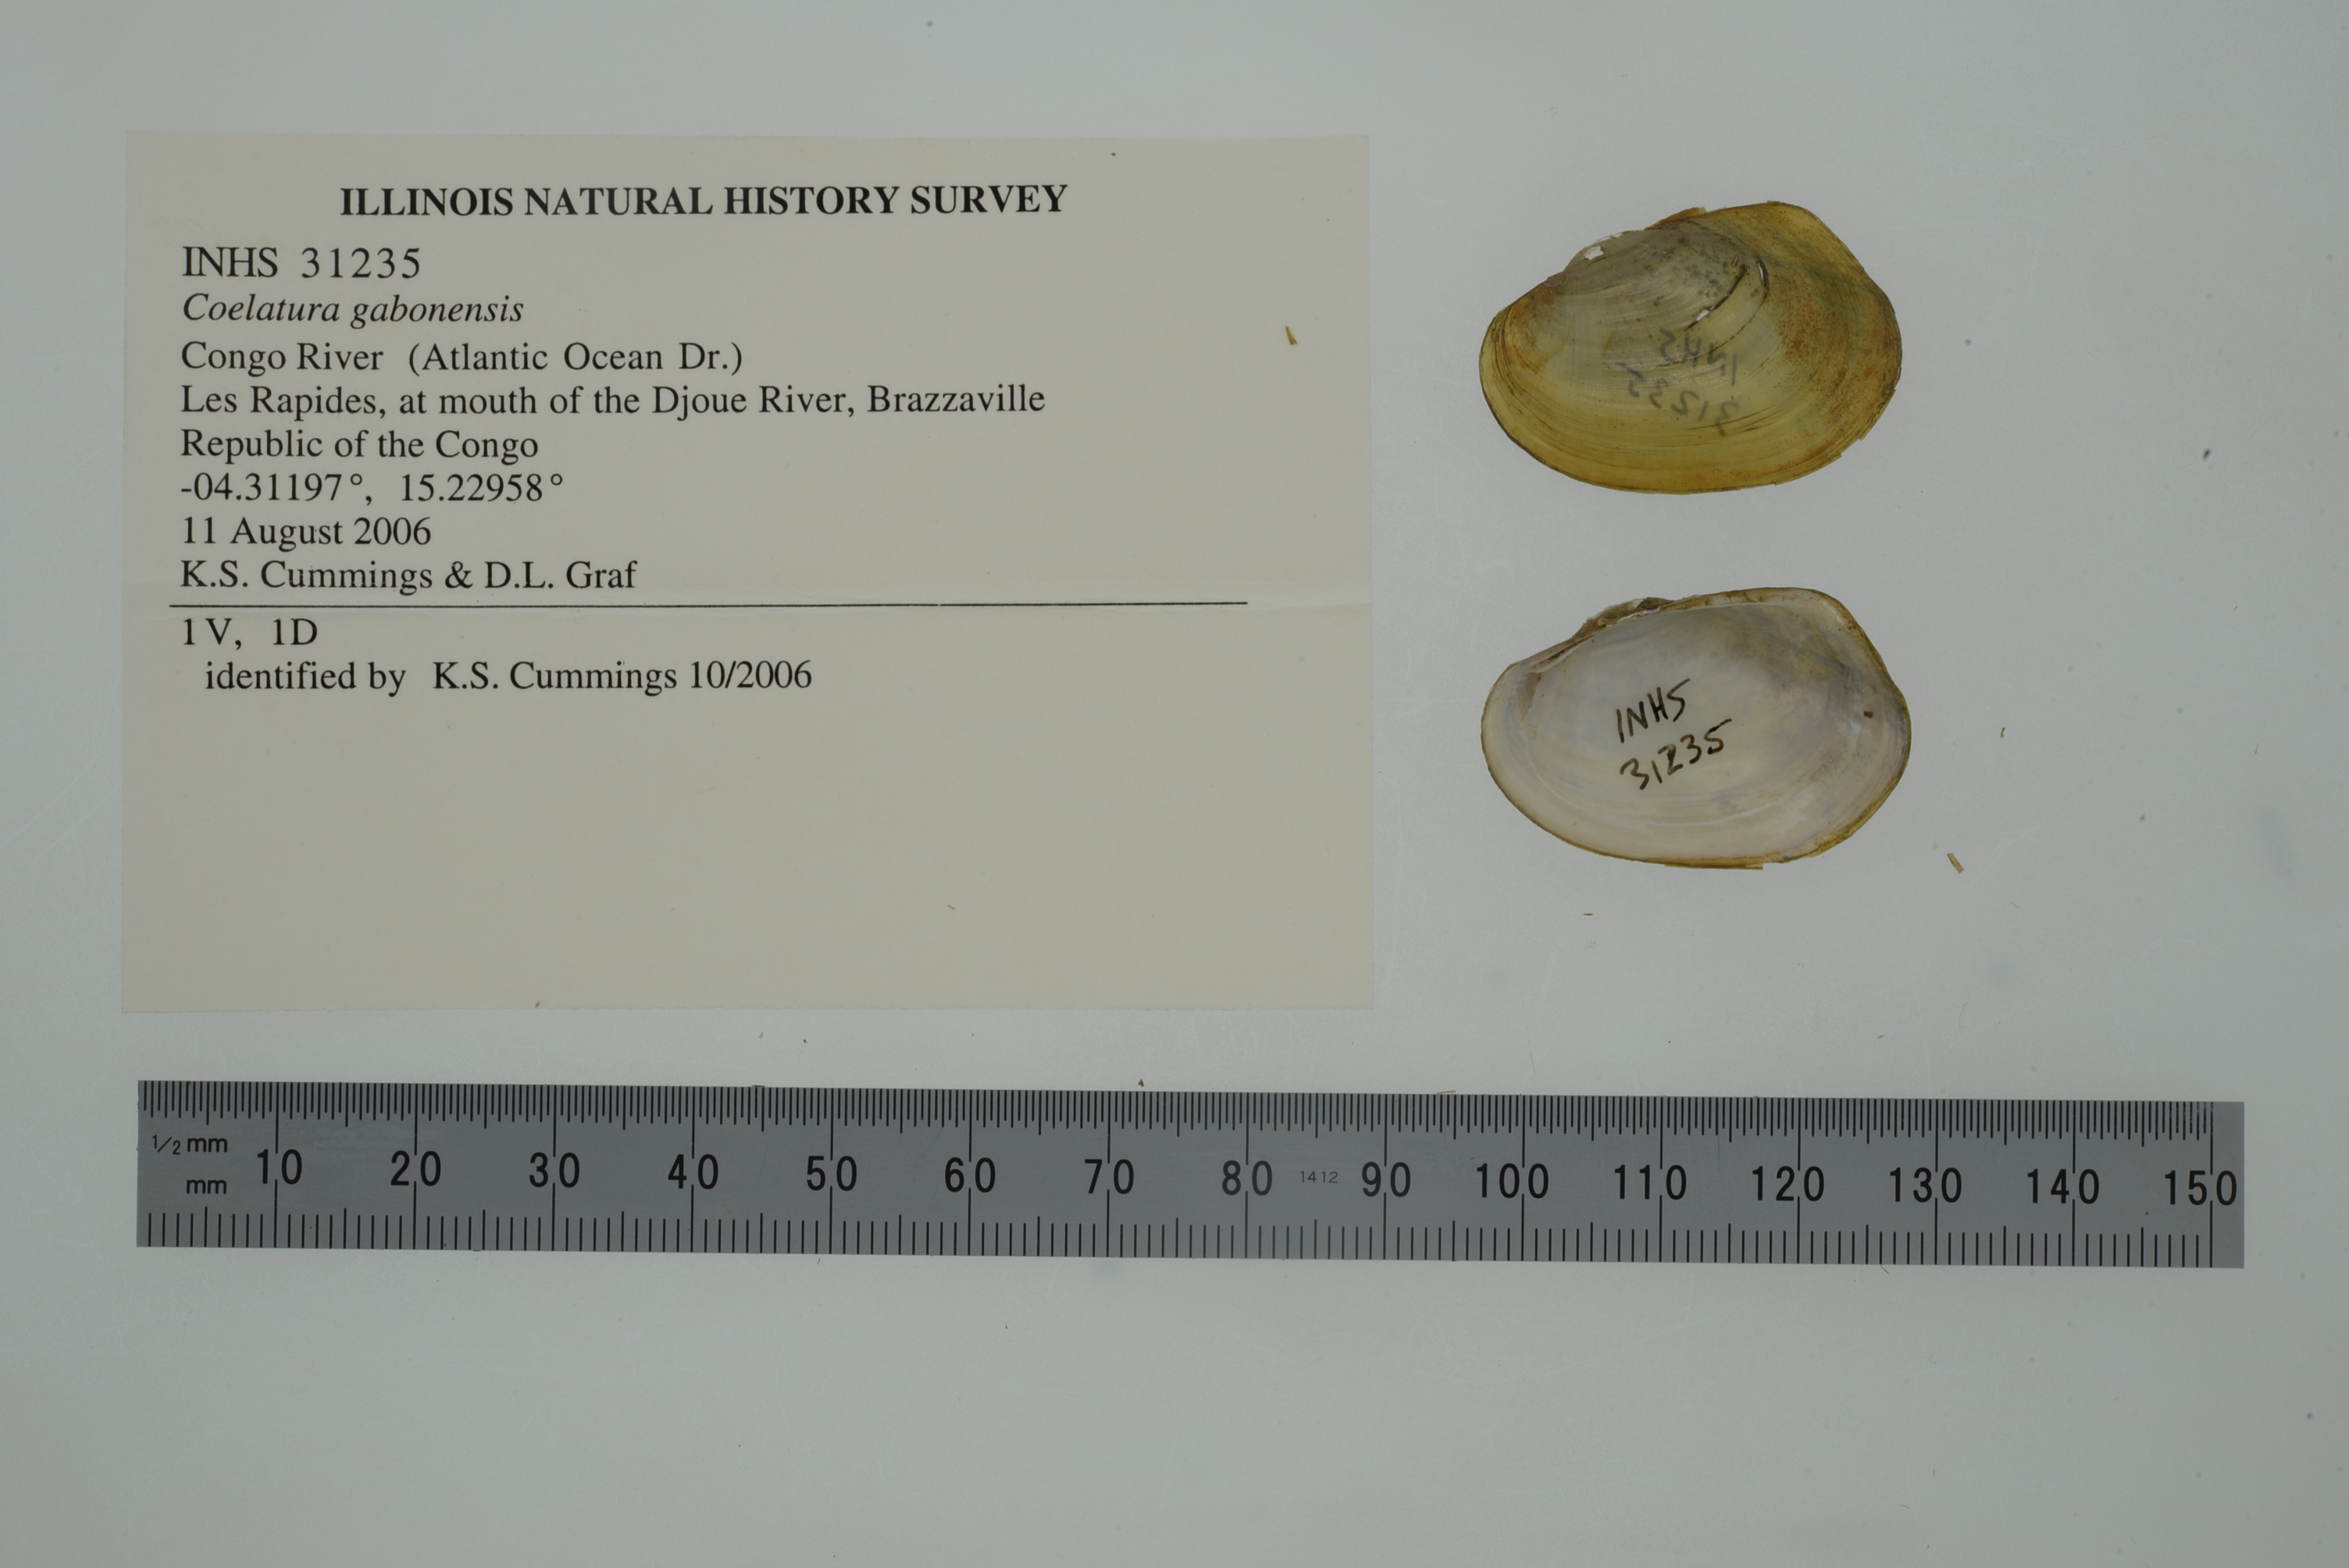 ILLINOIS NATURAL HISTORY SURVEY
INHS 31235
Coelatura gabonensis
Congo River (Atlantic Ocean Dr.)
Les Rapides, at mouth of the Djoue River, Brazzaville
Republic of the Congo
-04.31197°, 15.22958°
11 August 2006
K.S. Cummings & D.L. Graf
1 V, 1D
identified by K.S. Cummings 10/2006
INHS
31235
INHS
31235
1/2 mm
mm
10 20 30 40 50 60 70 80 1412 90 100 110 120 130 140 150